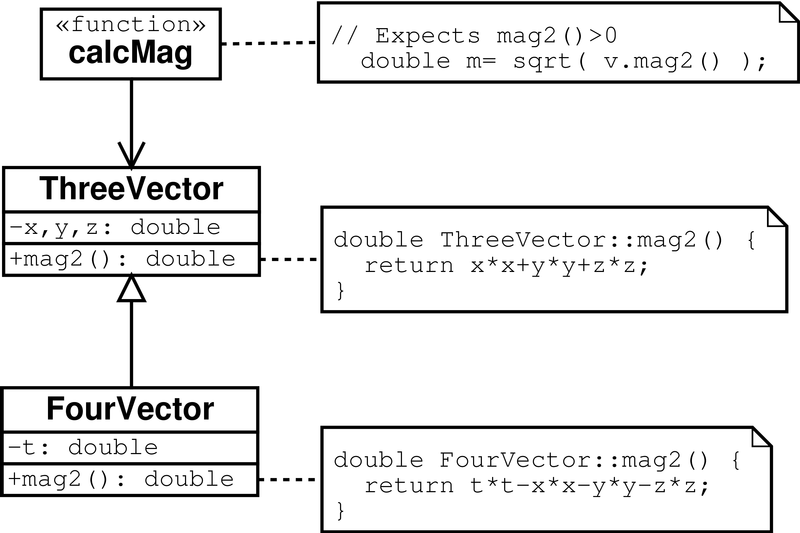 «function»
calcMag
// Expects mag2()>0
double m= sqrt( v.mag2() );
ThreeVector
-x,y,z: double
+mag2(): double
double ThreeVector::mag2() {
return x*x+y*y+z*z;
}
FourVector
-t: double
+mag2(): double
double FourVector::mag2() {
return t*t-x*x-y*y-z*z;
}